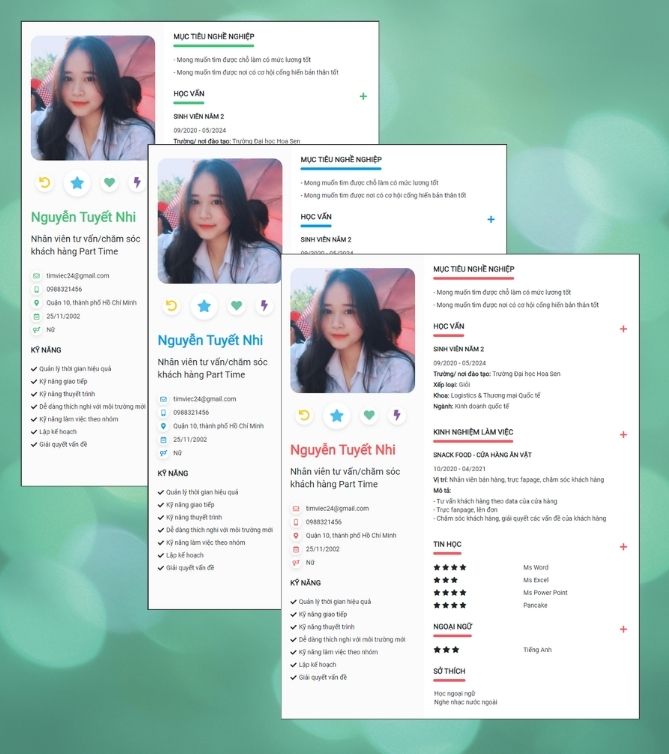 MỤC TIÊU NGHỀ NGHIỆP
- Mong muốn tìm được chỗ làm có mức lương tốt
- Mong muốn tìm được nơi có cơ hội cống hiến bản thân tốt
HỌC VẤN
SINH VIÊN NĂM 2
09/2020 - 05/2024
Trường/ nơi đào tạo: Trường Đại học Hoa Sen
Nguyễn Tuyết Nhi
Nhân viên tư vấn/chăm sóc
khách hàng Part Time
timviec24@gmail.com
0988321456
Quận 10, thành phố Hồ Chí Minh
25/11/2002
Nữ
KỸ NĂNG
Quản lý thời gian hiệu quả
Kỹ năng giao tiếp
Kỹ năng thuyết trình
Dễ dàng thích nghi với môi trường mới
Kỹ năng làm việc theo nhóm
Lập kế hoạch
Giải quyết vấn đề
MỤC TIÊU NGHỀ NGHIỆP
- Mong muốn tìm được chỗ làm có mức lương tốt
- Mong muốn tìm được nơi có cơ hội cống hiến bản thân tốt
HỌC VẤN
SINH VIÊN NĂM 2
09/2020 - 05/2024
Nguyễn Tuyết Nhi
Nhân viên tư vấn/chăm sóc
khách hàng Part Time
timviec24@gmail.com
0988321456
Quận 10, thành phố Hồ Chí Minh
25/11/2002
Nữ
KỸ NĂNG
Quản lý thời gian hiệu quả
Kỹ năng giao tiếp
Kỹ năng thuyết trình
Dễ dàng thích nghi với môi trường mới
Kỹ năng làm việc theo nhóm
Lập kế hoạch
Giải quyết vấn đề
Nguyễn Tuyết Nhi
Nhân viên tư vấn/chăm sóc
khách hàng Part Time
timviec24@gmail.com
0988321456
Quận 10, thành phố Hồ Chí Minh
25/11/2002
Nữ
KỸ NĂNG
Quản lý thời gian hiệu quả
Kỹ năng giao tiếp
Kỹ năng thuyết trình
Dễ dàng thích nghi với môi trường mới
Kỹ năng làm việc theo nhóm
Lập kế hoạch
Giải quyết vấn đề
MỤC TIÊU NGHỀ NGHIỆP
- Mong muốn tìm được chỗ làm có mức lương tốt
- Mong muốn tìm được nơi có cơ hội cống hiến bản thân tốt
HỌC VẤN
SINH VIÊN NĂM 2
09/2020 - 05/2024
Trường/ nơi đào tạo: Trường Đại học Hoa Sen
Xếp loại: Giỏi
Khoa: Logistics & Thương mại Quốc tế
Ngành: Kinh doanh quốc tế
KINH NGHIỆM LÀM VIỆC
SNACK FOOD - CỬA HÀNG ĂN VẶT
10/2020 - 04/2021
Vị trí: Nhân viên bán hàng, trực fapage, chăm sóc khách hàng
Mô tả:
- Tư vấn khách hàng theo data của cửa hàng
- Trực fanpage, lên đơn
- Chăm sóc khách hàng, giải quyết các vấn đề của khách hàng
TIN HỌC
Ms Word
Ms Excel
Ms Power Point
Pancake
NGOẠI NGỮ
Tiếng Anh
SỞ THÍCH
Học ngoại ngữ
Nghe nhạc nước ngoài